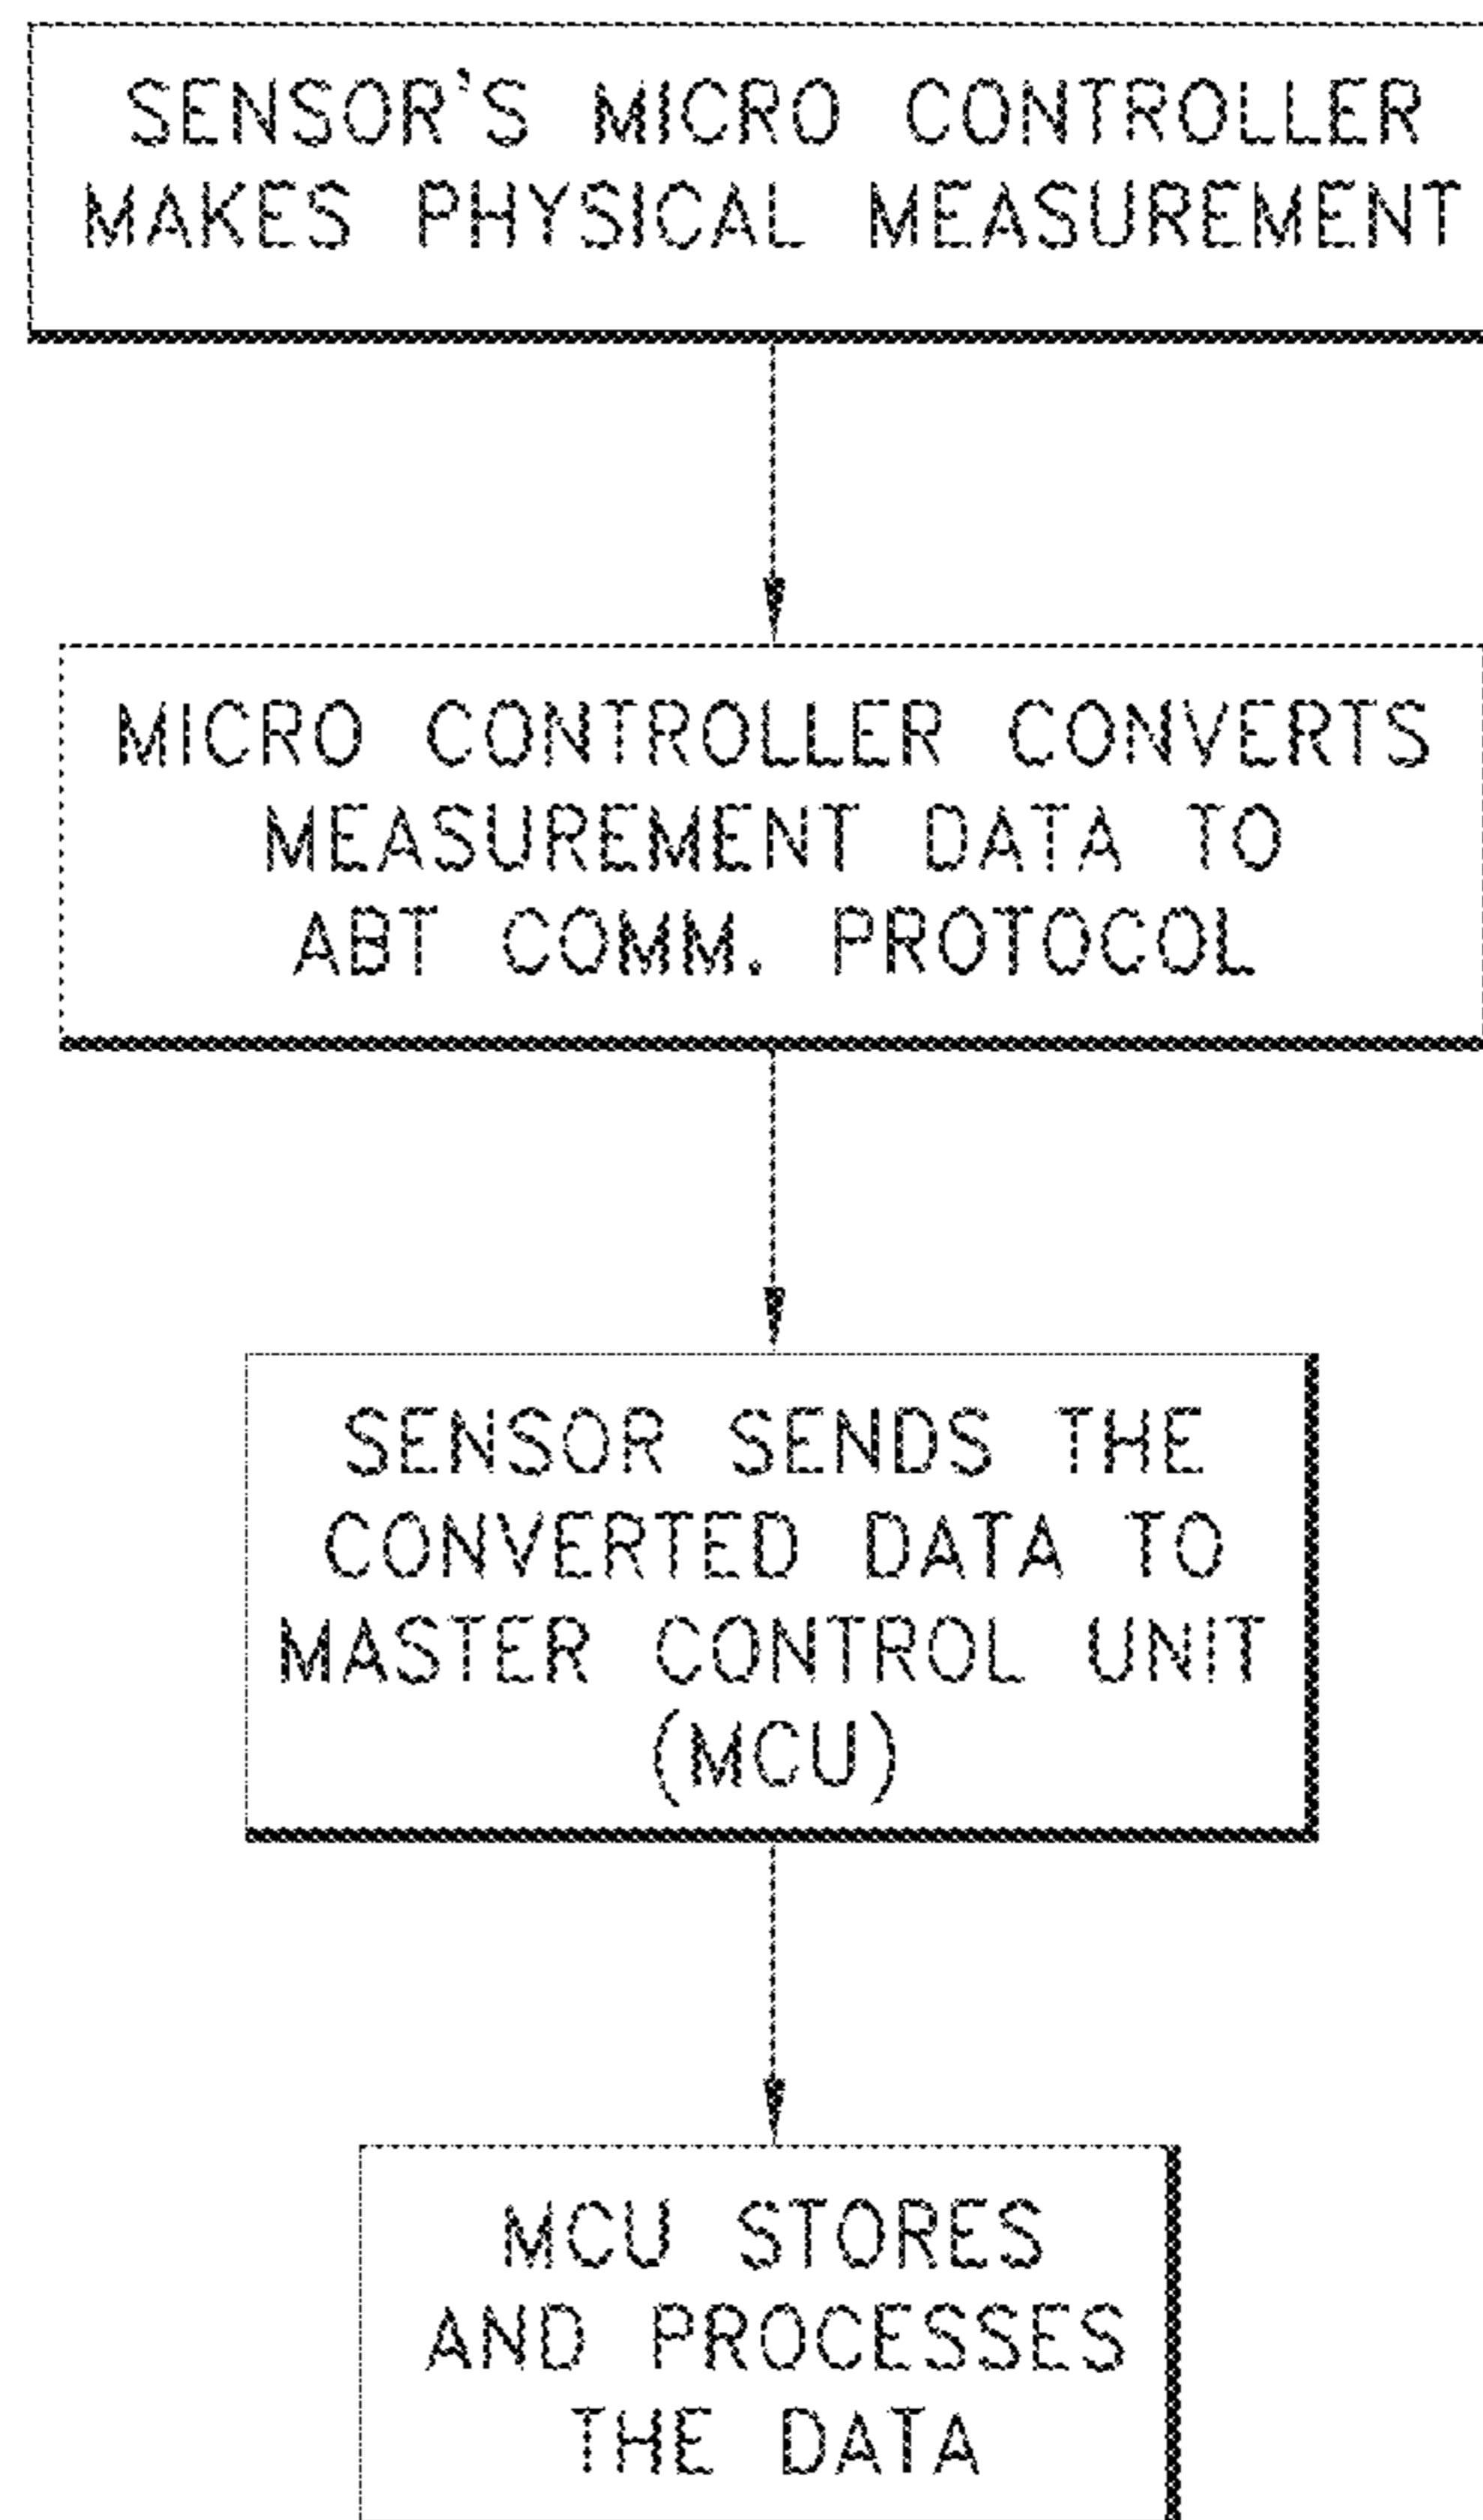 SENSOR'S MICRO CONTROLLER
MAKES PHYSICAL MEASUREMENT
MICRO CONTROLLER CONVERTS
MEASUREMENT DATA TO
ABT COMM. PROTOCOL
SENSOR SENDS THE
CONVERTED DATA TO
MASTER CONTROL UNIT
(MCU)
MCU STORES
AND PROCESSES
THE DATA